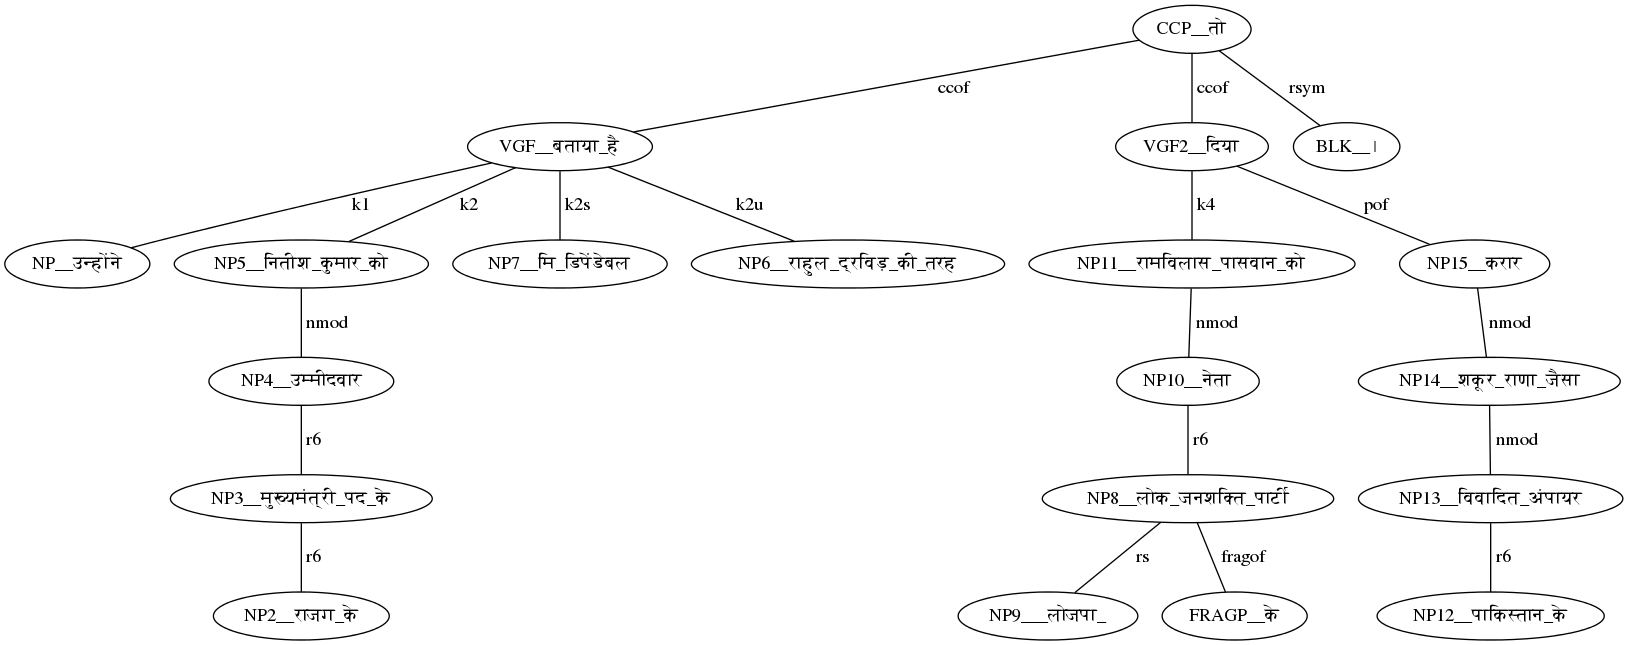 CCP__तो
ccof ccof rsym
VGF__बताया_है VGF2__दिया BLK__।
k1 k2 k2s k2u k4 pof
NP__उन्होंने NP5__नितीश_कुमार_को NP7__मि_डिपेंडेबल NP6__राहुल_द्रविड़_की_तरह NP11__रामविलास_पासवान_को NP15__करार
nmod nmod nmod
NP4__उम्मीदवार NP10__नेता NP14__शकूर_राणा_जैसा
r6 r6 nmod
NP3__मुख्यमंत्री_पद_के NP8__लोक_जनशक्ति_पार्टी NP13__विवादित_अंपायर
r6 rs fragof r6
NP2__राजग_के NP9___लोजपा_ FRAGP__के NP12__पाकिस्तान_के